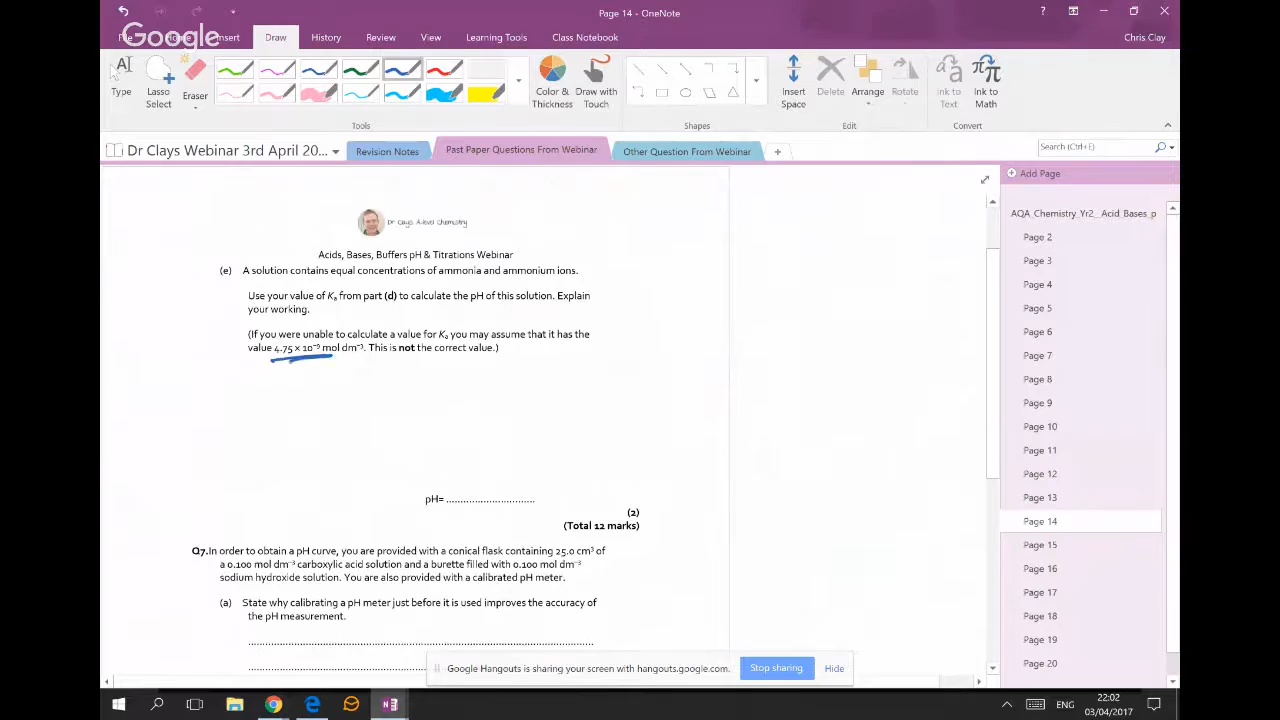 Page 14 - OneNote
Chris Clay
Google
Insert
Draw
History
Review
View
Learning Tools
Class Notebook
Type
Lasso Select
Eraser
Color & Thickness
Draw with Touch
Insert Space
Delete
Arrange
Rotate
Ink to Text
Ink to Math
Tools
Shapes
Edit
Convert
Dr Clays Webinar 3rd April 20...
Revision Notes
Past Paper Questions From Webinar
Other Question From Webinar
Search (Ctrl+E)
Add Page
AQA_Chemistry_Yr2_ Acid_Bases_p
Page 2
Page 3
Page 4
Page 5
Page 6
Page 7
Page 8
Page 9
Page 10
Page 11
Page 12
Page 13
Page 14
Page 15
Page 16
Page 17
Page 18
Page 19
Page 20
Dr Clays A-level Chemistry
Acids, Bases, Buffers pH & Titrations Webinar
(e) A solution contains equal concentrations of ammonia and ammonium ions.
Use your value of Kₐ from part (d) to calculate the pH of this solution. Explain
your working.
(If you were unable to calculate a value for Kₐ you may assume that it has the
value 4.75 × 10⁻⁹ mol dm⁻³. This is not the correct value.)
pH= ..............................
(2)
(Total 12 marks)
Q7.In order to obtain a pH curve, you are provided with a conical flask containing 25.0 cm³ of
a 0.100 mol dm⁻³ carboxylic acid solution and a burette filled with 0.100 mol dm⁻³
sodium hydroxide solution. You are also provided with a calibrated pH meter.
(a) State why calibrating a pH meter just before it is used improves the accuracy of
the pH measurement.
Google Hangouts is sharing your screen with hangouts.google.com.
Stop sharing
Hide
ENG
22:02
03/04/2017